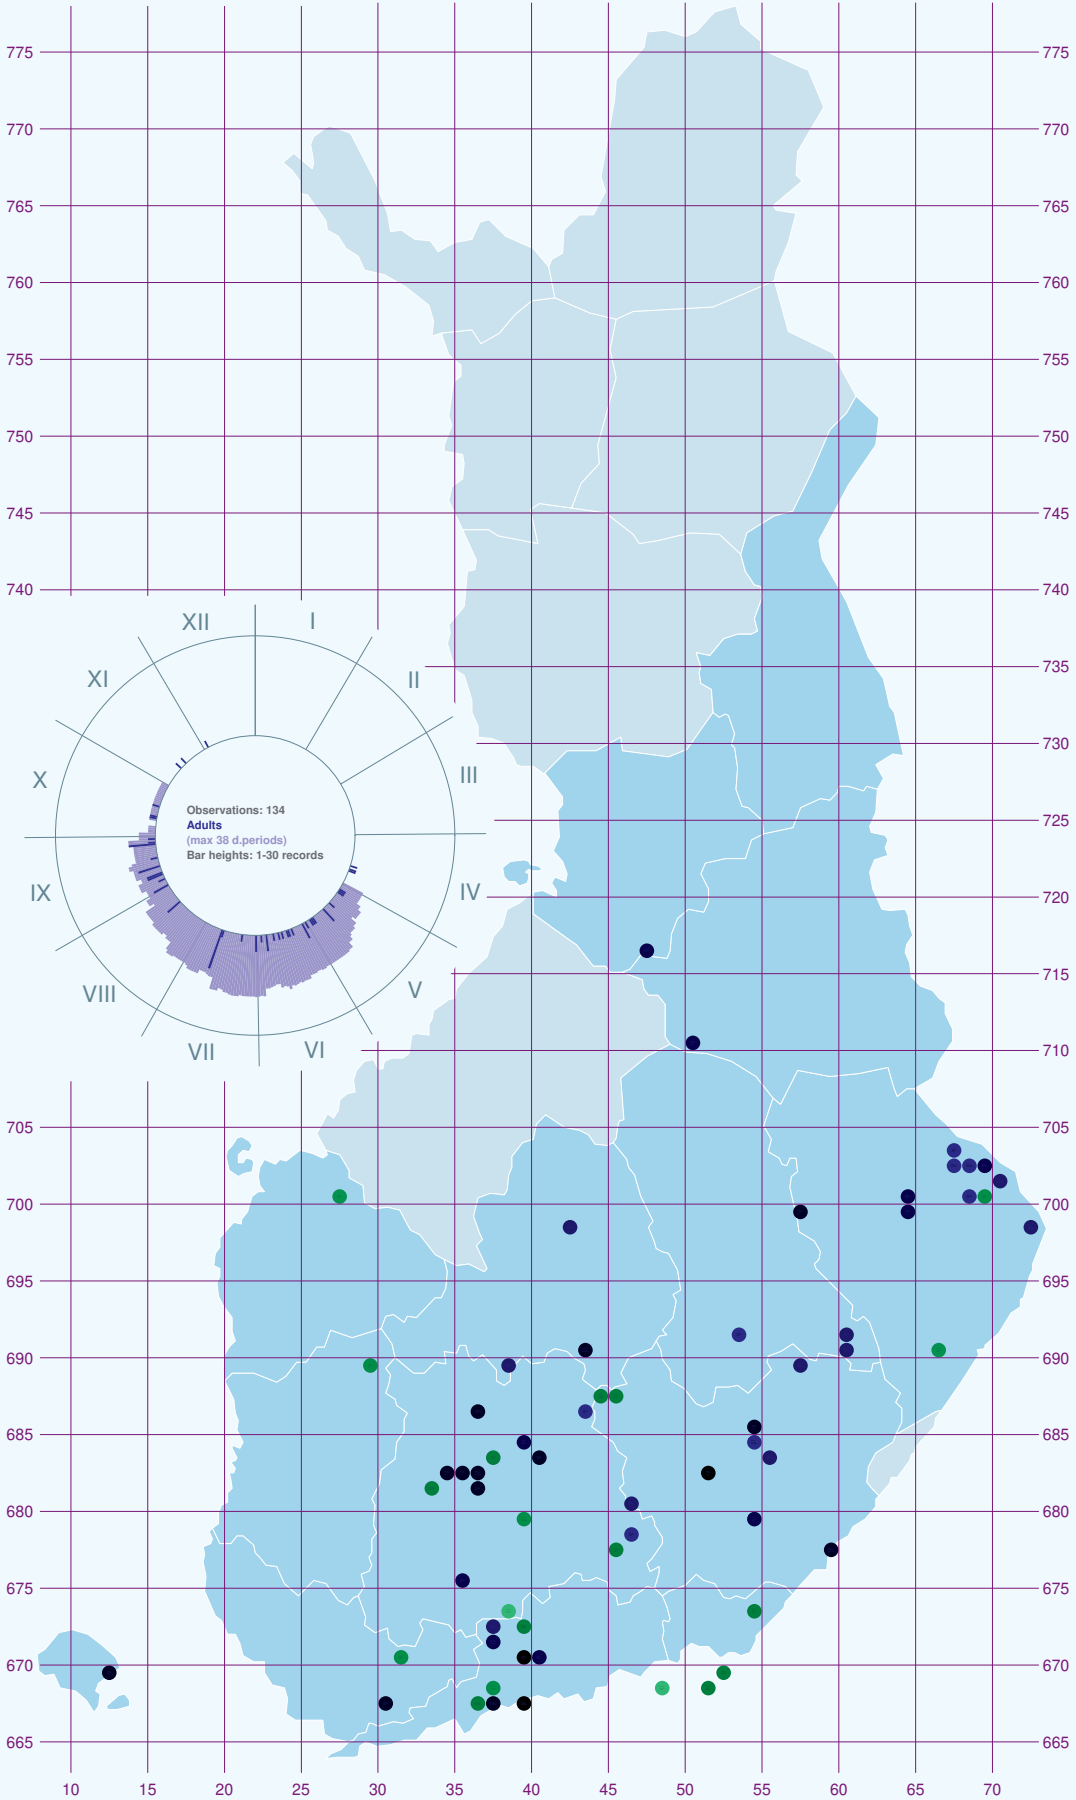 775 775
770 770
765 765
760 760
755 755
750 750
745 745
740 740
XII I
XI II
735
X III
730
Observations: 134
Adults
(max 38 d.periods)
Bar heights: 1-30 records
725
IX IV
720
VIII V
715
VII VI
710
705 705
700 700
695 695
690 690
685 685
680 680
675 675
670 670
665 665
10 15 20 25 30 35 40 45 50 55 60 65 70